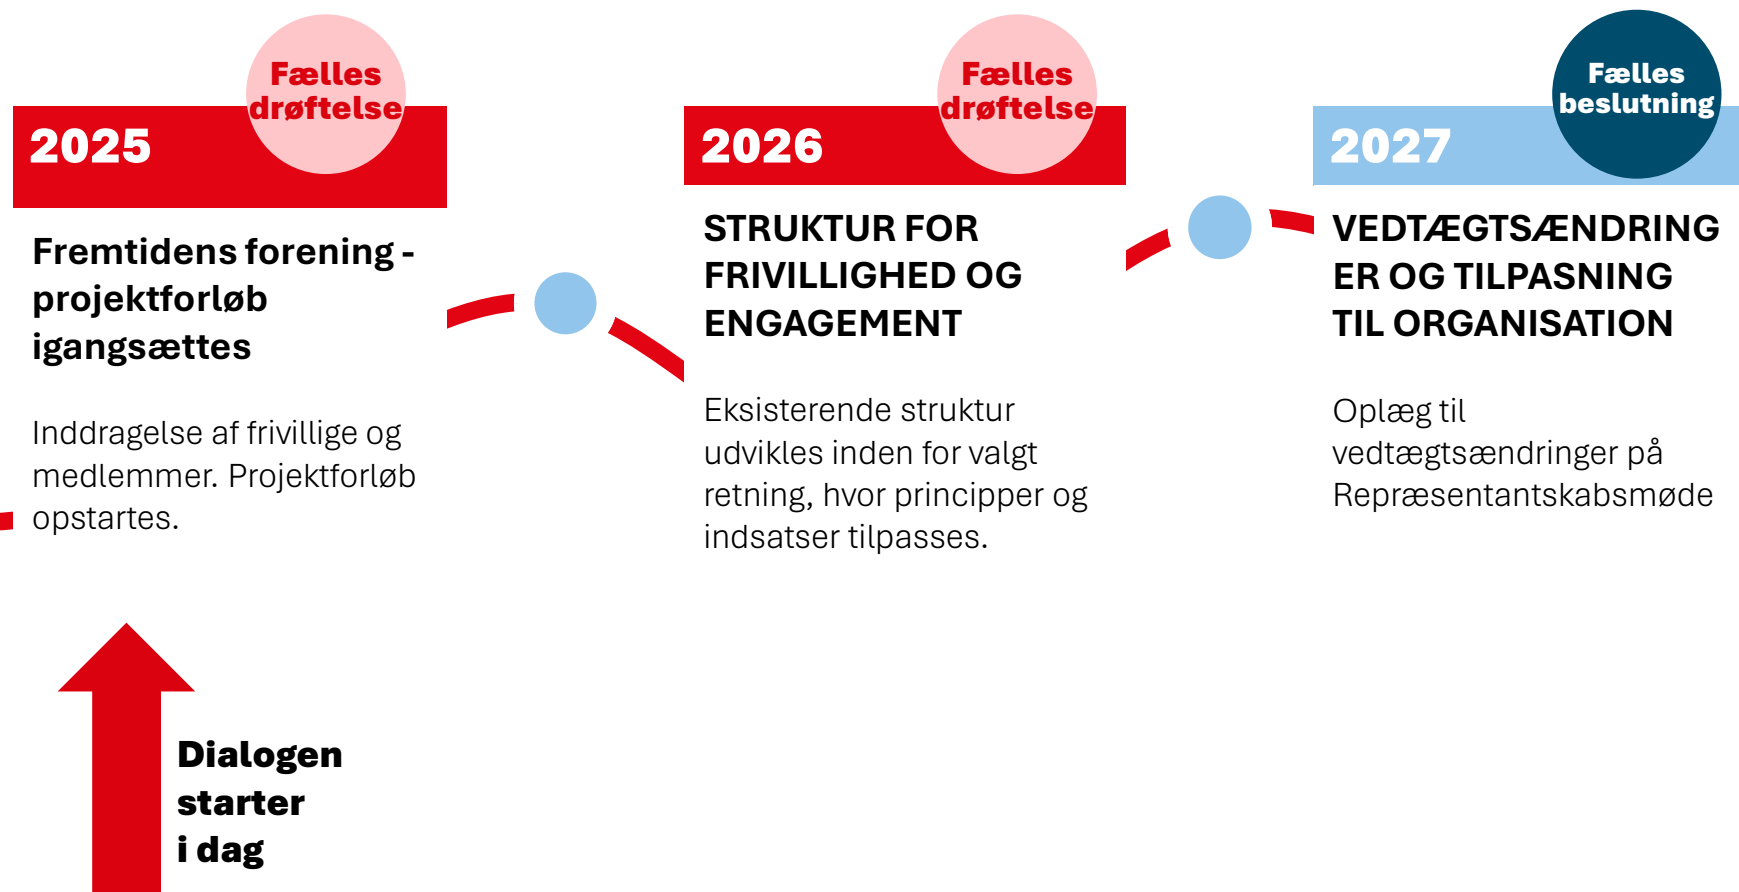 Fælles
drøftelse
2025
Fremtidens forening -
projektforløb
igangsættes
Inddragelse af frivillige og
medlemmer. Projektforløb
opstartes.
Dialogen
starter
i dag
Fælles
drøftelse
2026
STRUKTUR FOR
FRIVILLIGHED OG
ENGAGEMENT
Eksisterende struktur
udvikles inden for valgt
retning, hvor principper og
indsatser tilpasses.
Fælles
beslutning
2027
VEDTÆGTSÆNDRING
ER OG TILPASNING
TIL ORGANISATION
Oplæg til
vedtægtsændringer på
Repræsentantskabsmøde